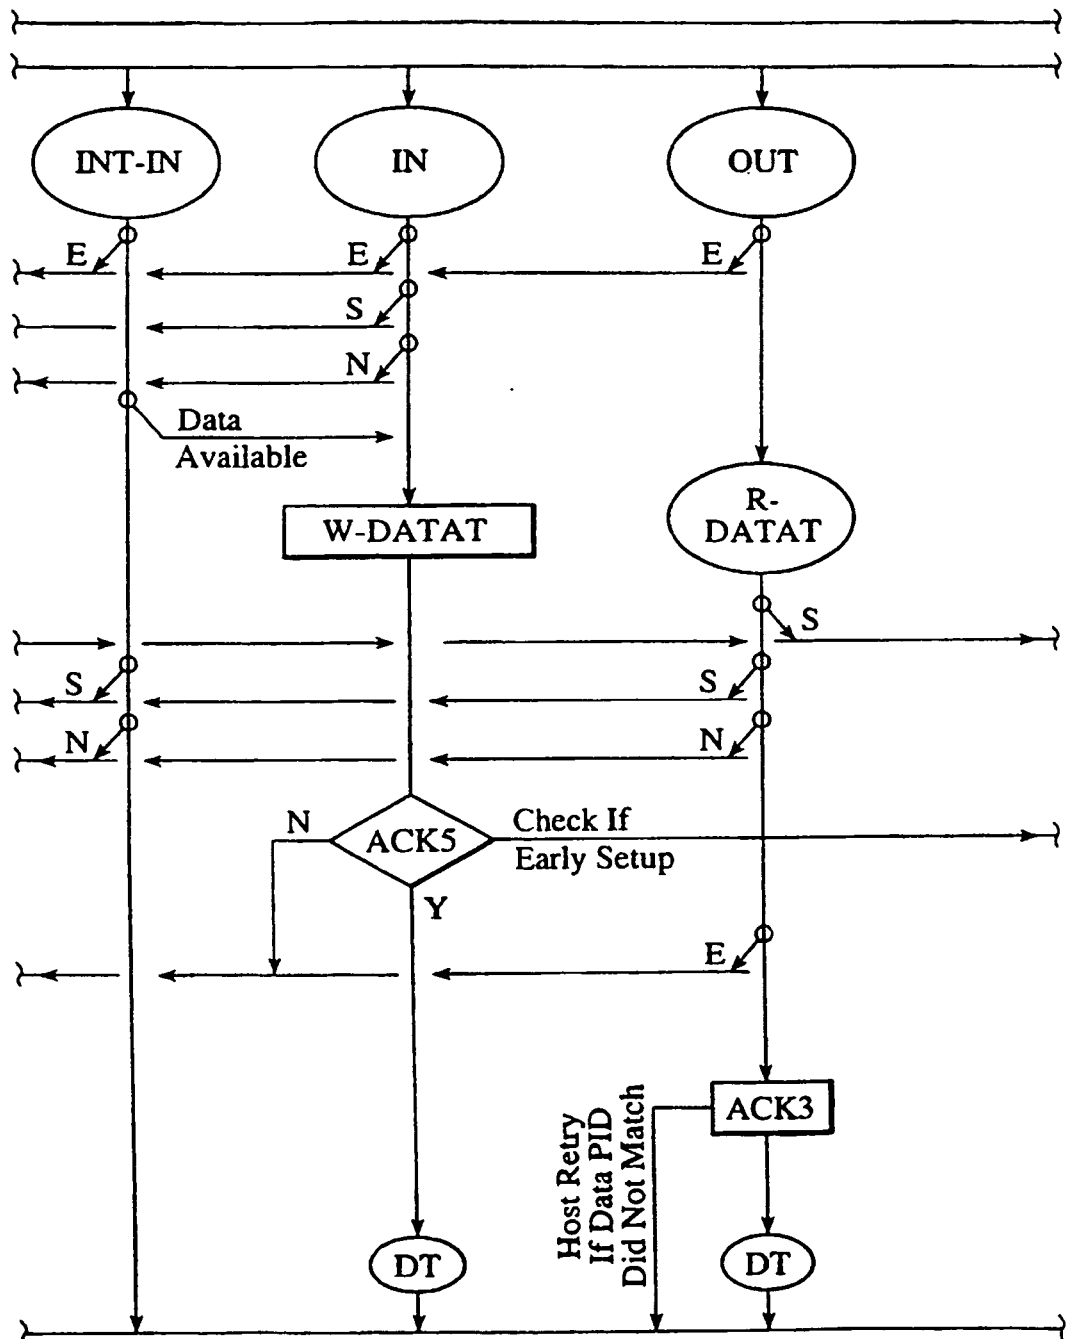 INT-IN
IN
OUT
E
E
E
S
N
Data
Available
R-
DATAT
W-DATAT
S
S
S
N
N
N
ACK5
Check If
Early Setup
Y
E
ACK3
Host Retry
If Data PID
Did Not Match
DT
DT